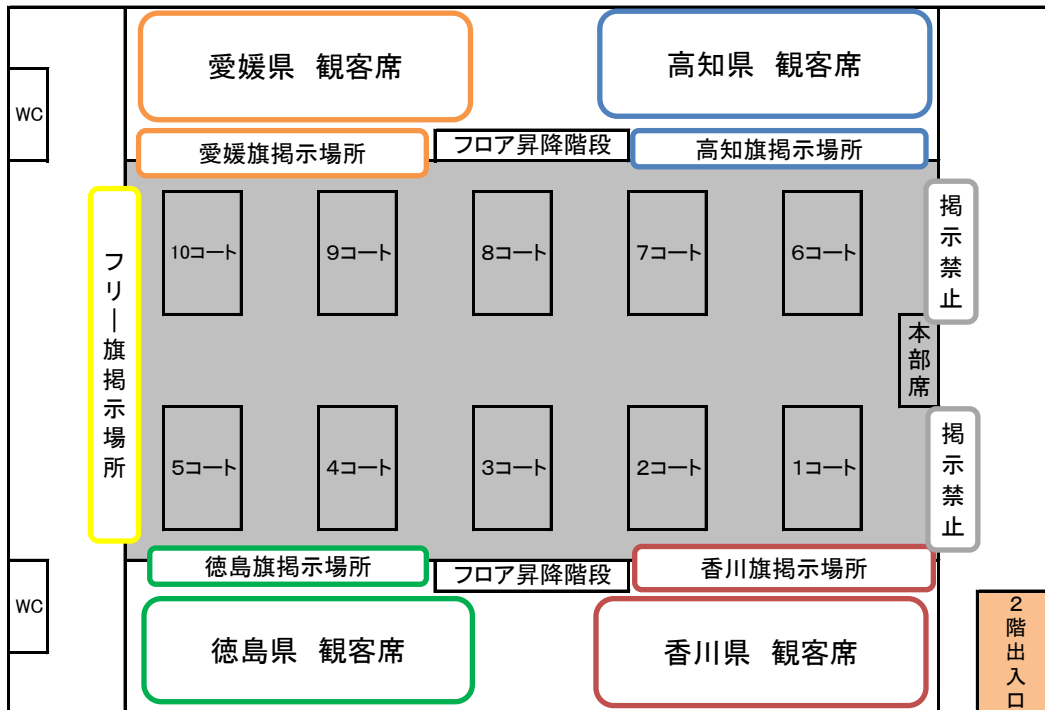 愛媛県 観客席
高知県 観客席
WC
愛媛旗掲示場所
フロア昇降階段
高知旗掲示場所
フリー旗掲示場所
10コート
9コート
8コート
7コート
6コート
掲示禁止
本部席
5コート
4コート
3コート
2コート
1コート
掲示禁止
徳島旗掲示場所
フロア昇降階段
香川旗掲示場所
WC
徳島県 観客席
香川県 観客席
2階出入口